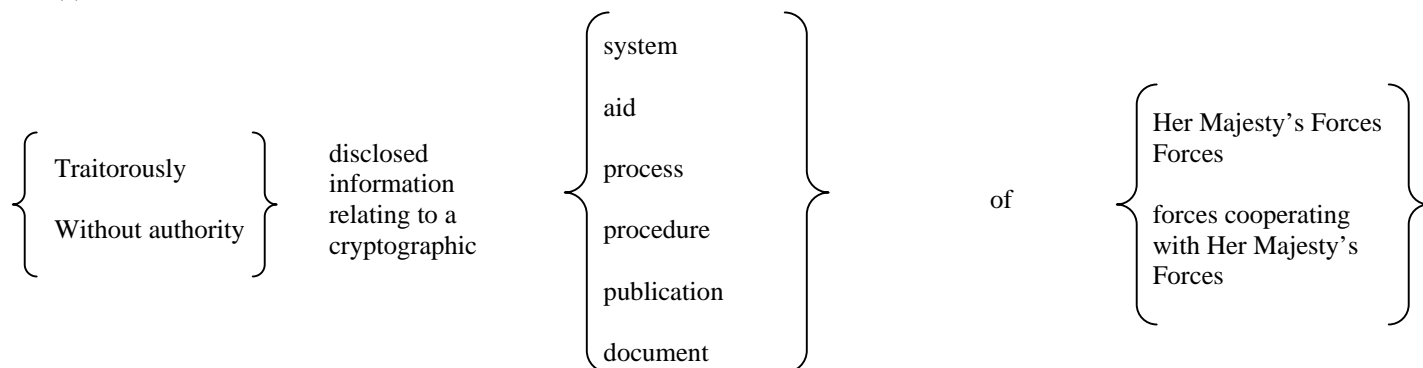 Traitorously
Without authority
disclosed
information
relating to a
cryptographic
system
aid
process
procedure
publication
document
of
Her Majesty’s Forces
Forces
forces cooperating
with Her Majesty’s
Forces